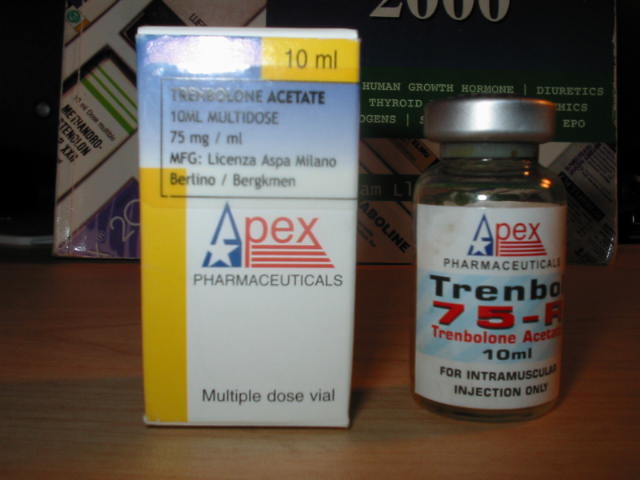 2000
HUMAN GROWTH HORMONE | DIURETICS
THYROID
EPO
10 ml
TRENBOLONE ACETATE
10ML MULTIDOSE
75 mg / ml
MFG: Licenza Aspa Milano
Berlino / Bergkmen
Apex
PHARMACEUTICALS
Multiple dose vial
Apex
PHARMACEUTICALS
Trenbo
75-
Trenbolone
10ml
FOR INTRAMUSCULAR
INJECTION ONLY